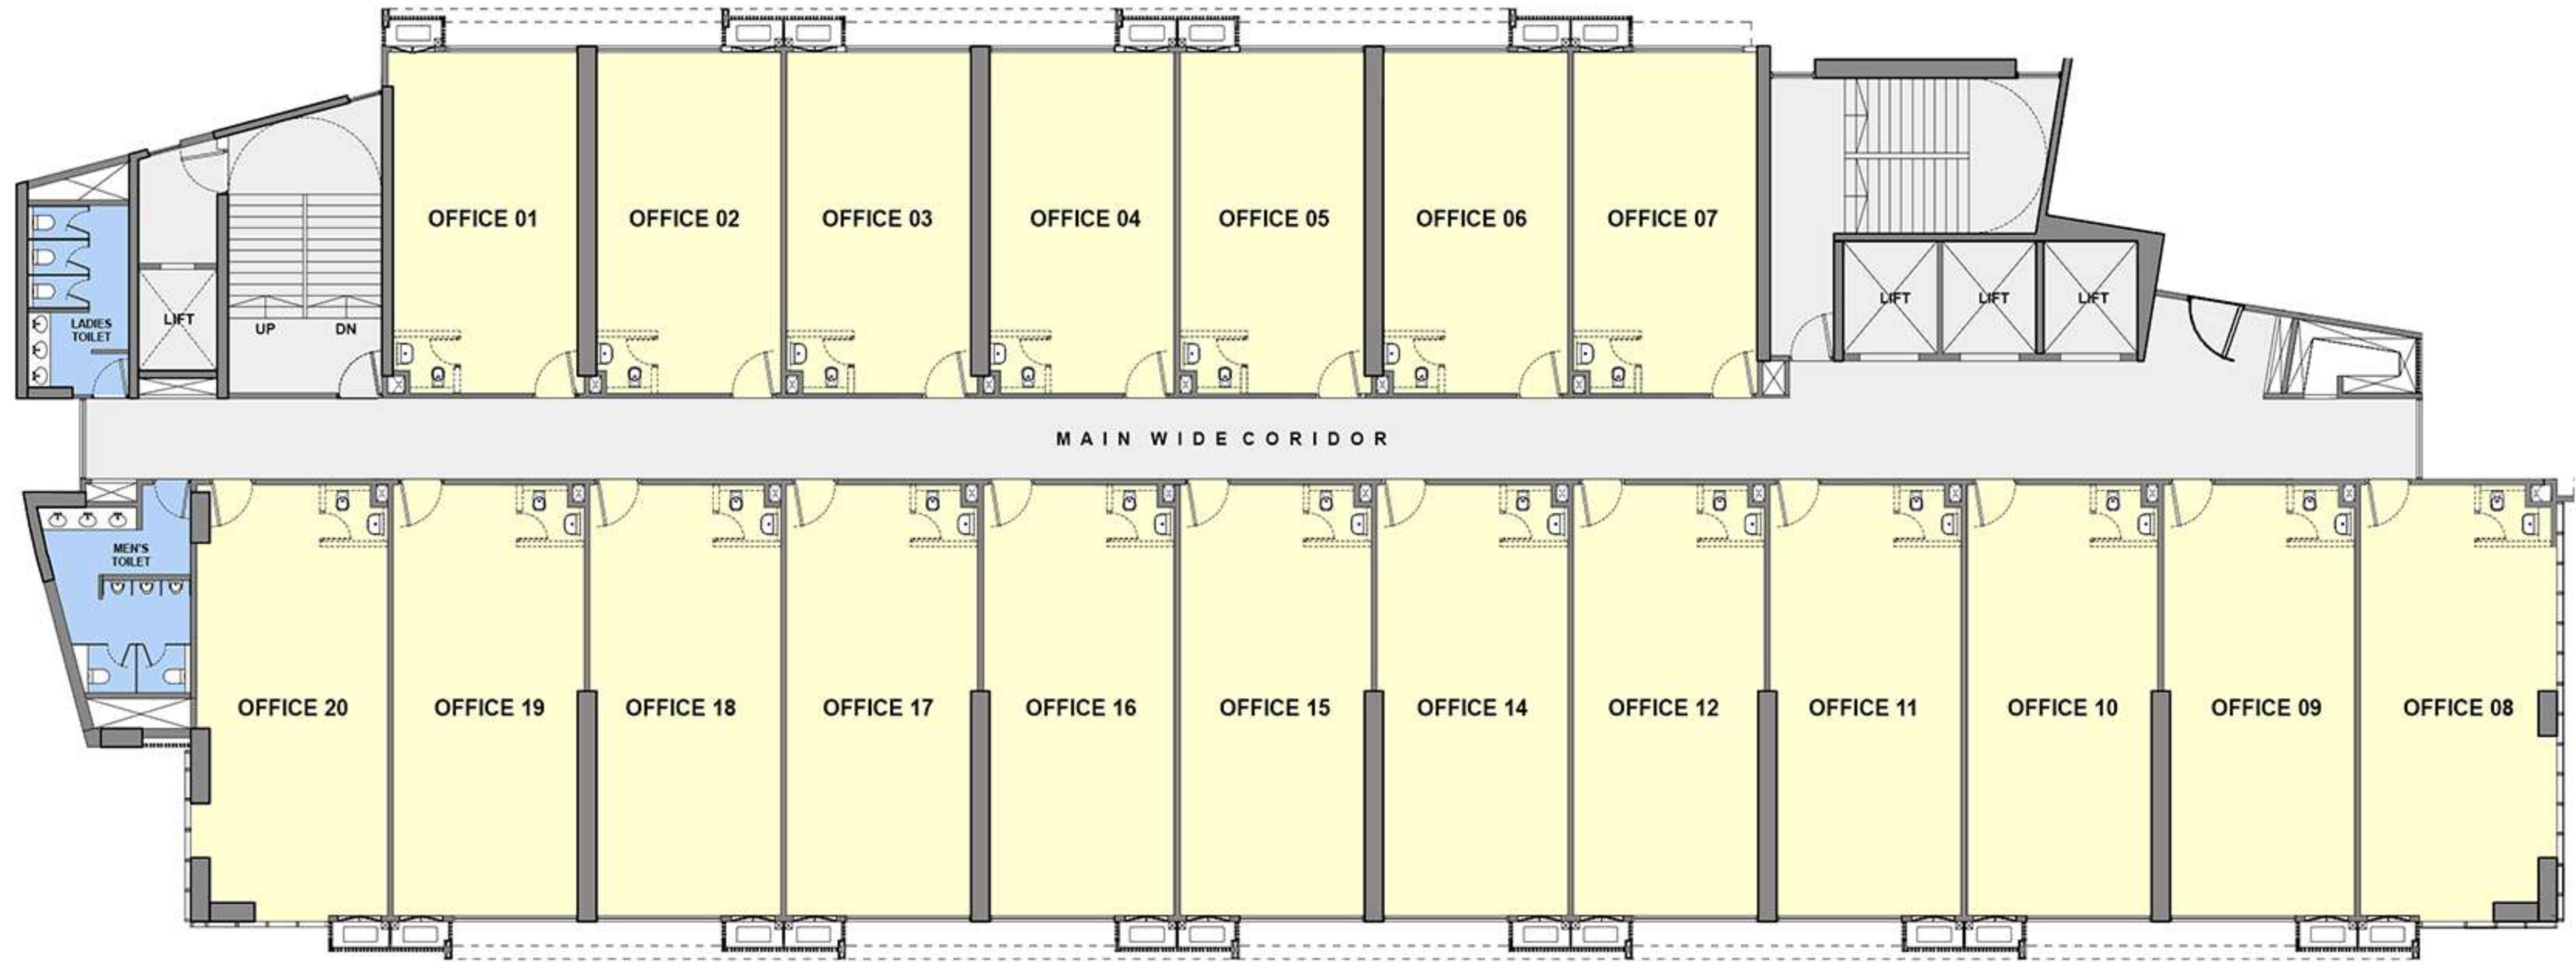 OFFICE 01
OFFICE 02
OFFICE 03
OFFICE 04
OFFICE 05
OFFICE 06
OFFICE 07
LIFT
LIFT
LIFT
LADIES
TOILET
LIFT
UP
DN
MAIN WIDE CORIDOR
MEN'S
TOILET
OFFICE 20
OFFICE 19
OFFICE 18
OFFICE 17
OFFICE 16
OFFICE 15
OFFICE 14
OFFICE 12
OFFICE 11
OFFICE 10
OFFICE 09
OFFICE 08